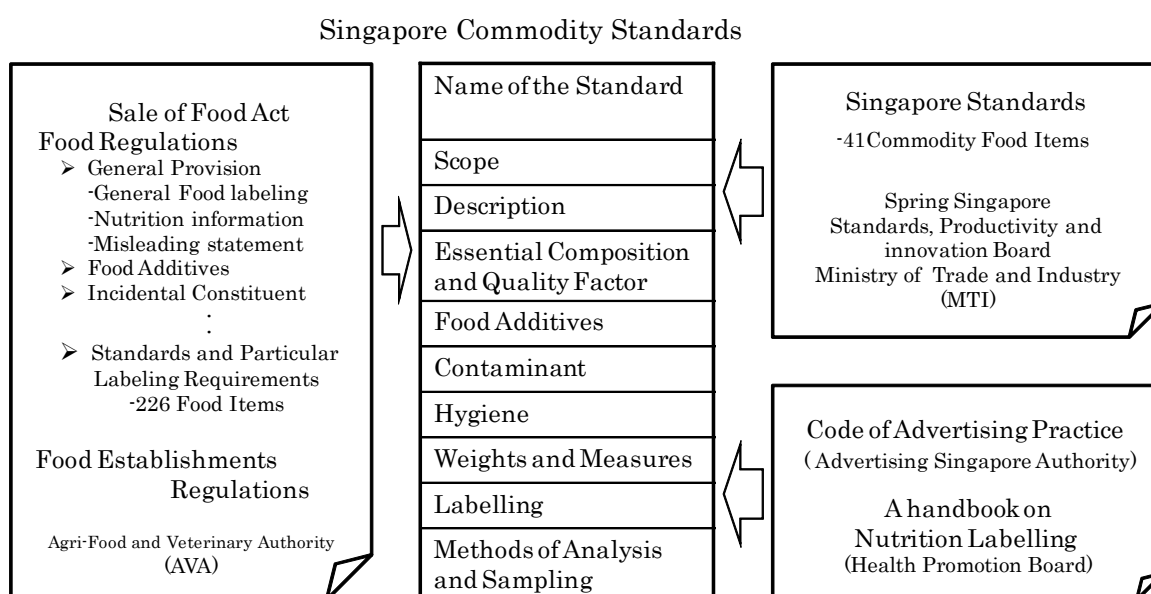 Singapore Commodity Standards
Sale of Food Act
Food Regulations
➢ General Provision
-General Food labeling
-Nutrition information
-Misleading statement
➢ Food Additives
➢ Incidental Constituent
:
➢ Standards and Particular
Labeling Requirements
-226 Food Items
Food Establishments
Regulations
Agri-Food and Veterinary Authority
(AVA)
Name of the Standard
Scope
Description
Essential Composition
and Quality Factor
Food Additives
Contaminant
Hygiene
Weights and Measures
Labelling
Methods of Analysis
and Sampling
Singapore Standards
-41Commodity Food Items
Spring Singapore
Standards, Productivity and
innovation Board
Ministry of Trade and Industry
(MTI)
Code of Advertising Practice
( Advertising Singapore Authority)
A handbook on
Nutrition Labelling
(Health Promotion Board)